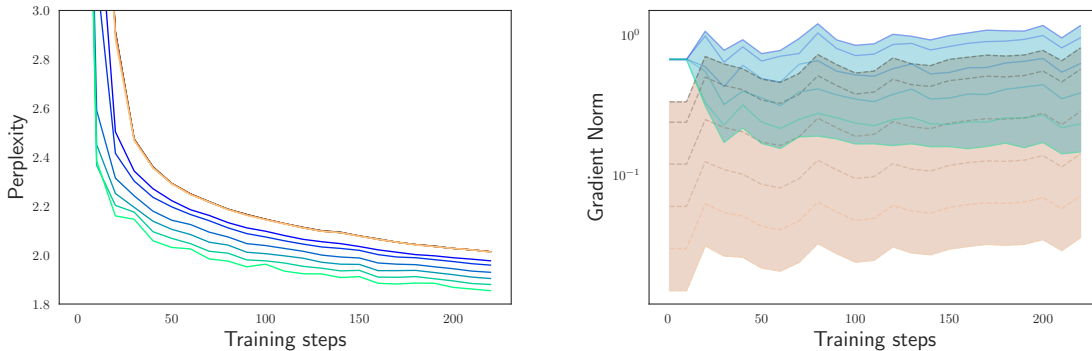 3.0
2.8
2.6
2.4
2.2
2.0
1.8
Perplexity
0 50 100 150 200
Training steps
10^0
10^{-1}
Gradient Norm
0 50 100 150 200
Training steps